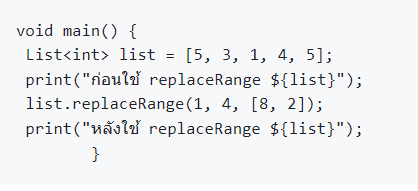 void main() {
List<int> list = [5, 3, 1, 4, 5];
print("ก่อนใช้ replaceRange ${list}");
list.replaceRange(1, 4, [8, 2]);
print("หลังใช้ replaceRange ${list}");
}